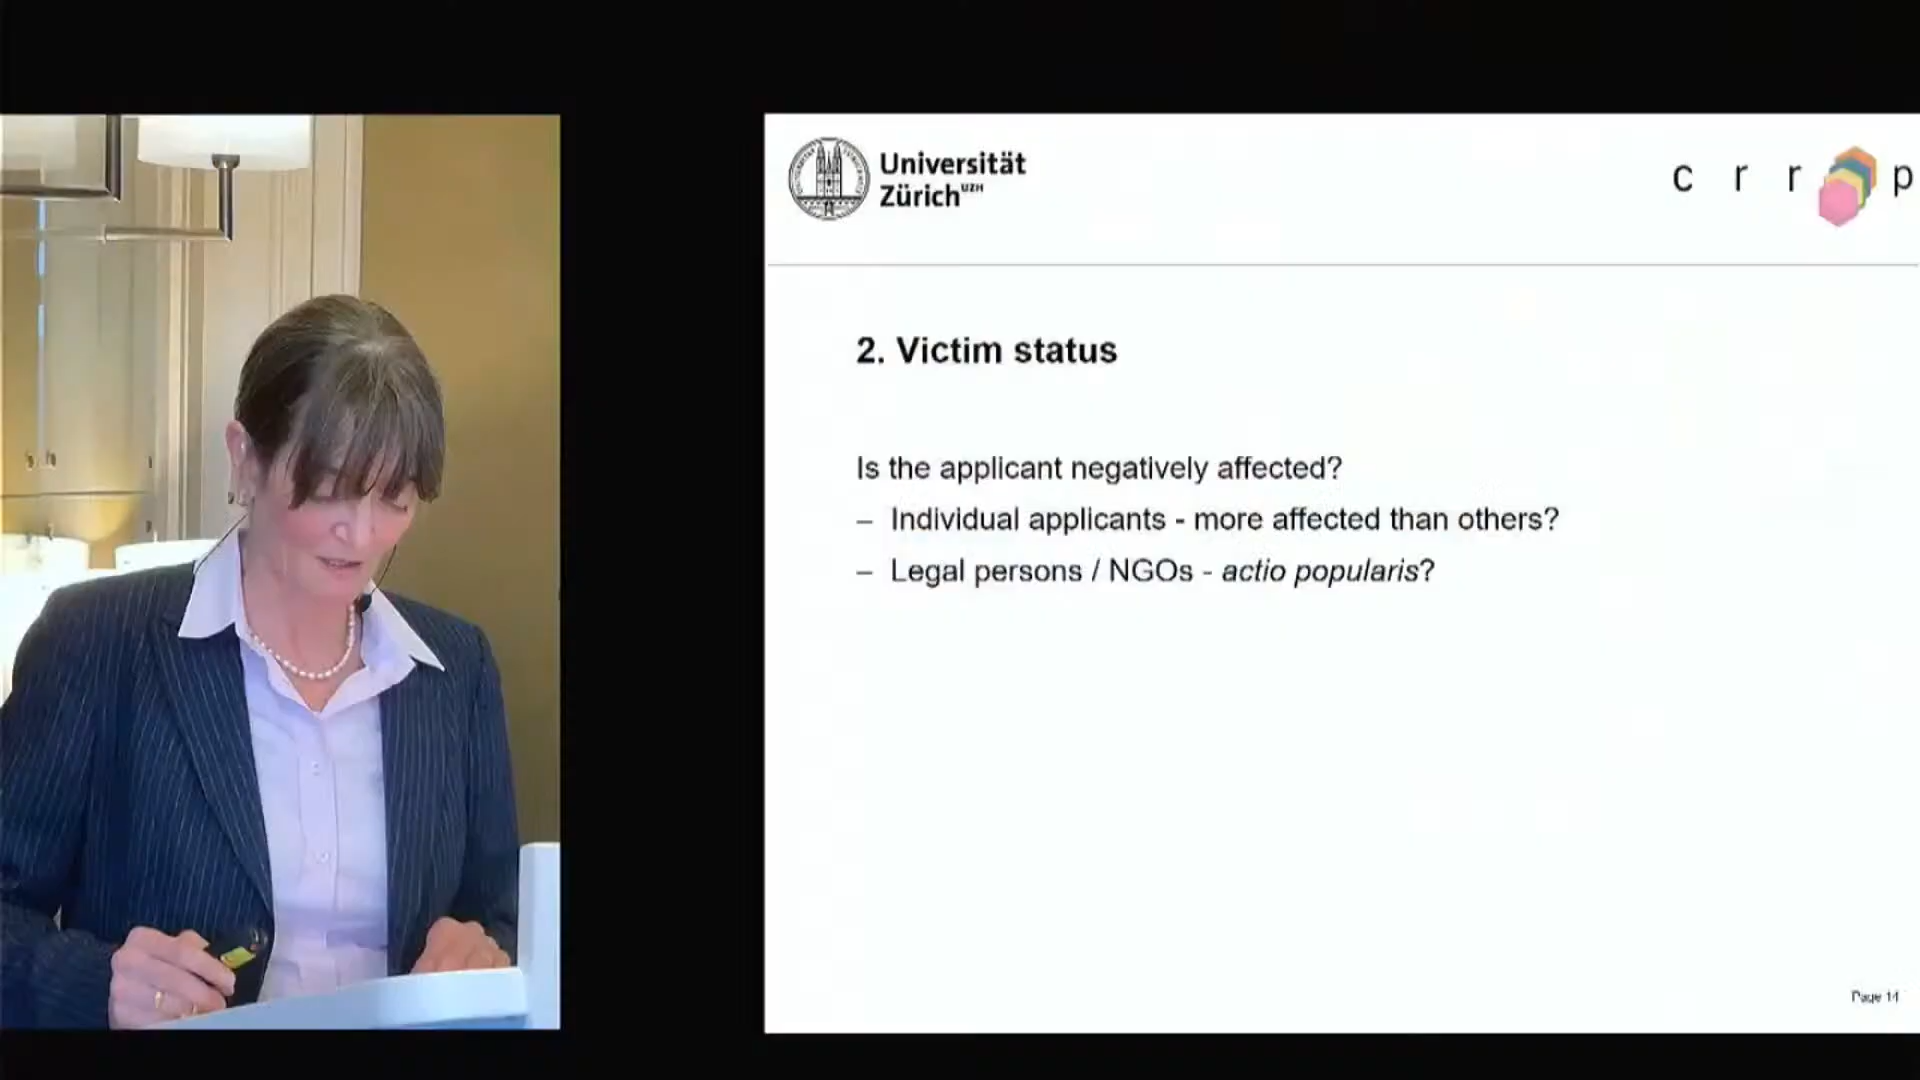 Universität
Zürich UZH
c r r p
2. Victim status
Is the applicant negatively affected?
– Individual applicants - more affected than others?
– Legal persons / NGOs - actio popularis?
Page 14